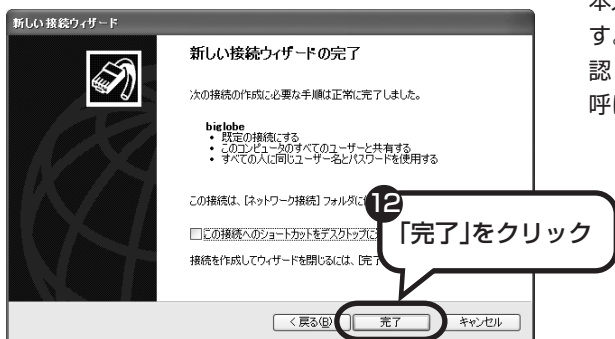 新しい接続ウィザード
新しい接続ウィザードの完了
次の接続の作成に必要な手順は正常に完了しました。
biglobe
• 既定の接続にする
• このコンピュータのすべてのユーザーと共有する
• すべての人に同じユーザー名とパスワードを使用する
この接続は、[ネットワーク接続] フォルダに
□この接続へのショートカットをデスクトップに
接続を作成してウィザードを閉じるには、[完了
12
「完了」をクリック
< 戻る(B)
完了
キャンセル
す。
認